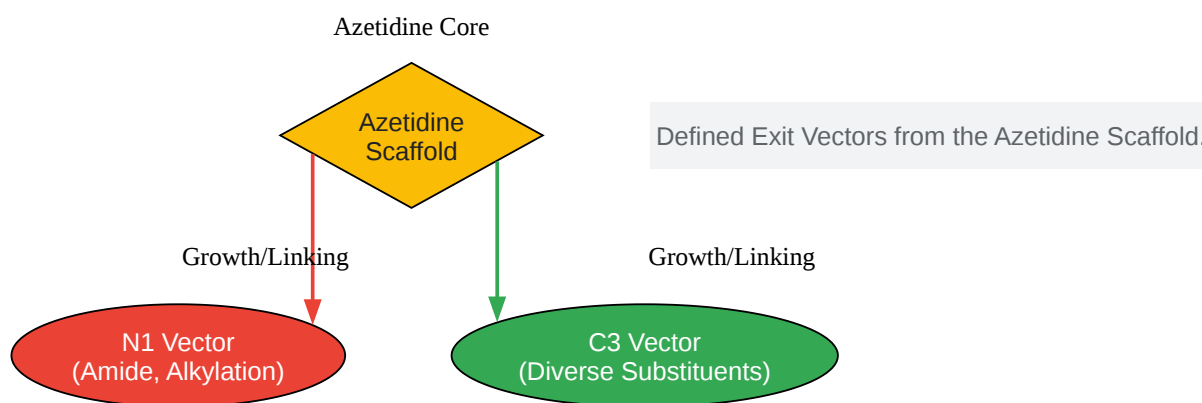 Azetidine Core
Azetidine
Scaffold
Defined Exit Vectors from the Azetidine Scaffold.
Growth/Linking
Growth/Linking
N1 Vector
(Amide, Alkylation)
C3 Vector
(Diverse Substituents)